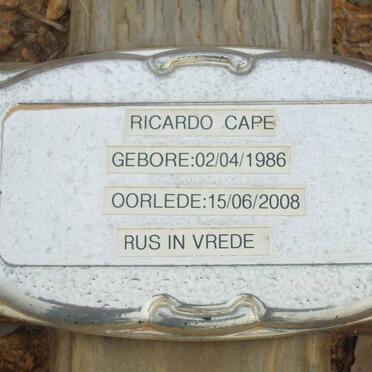 RICARDO CAPE
GEBORE:02/04/1986
OORLEDE:15/06/2008
RUS IN VREDE